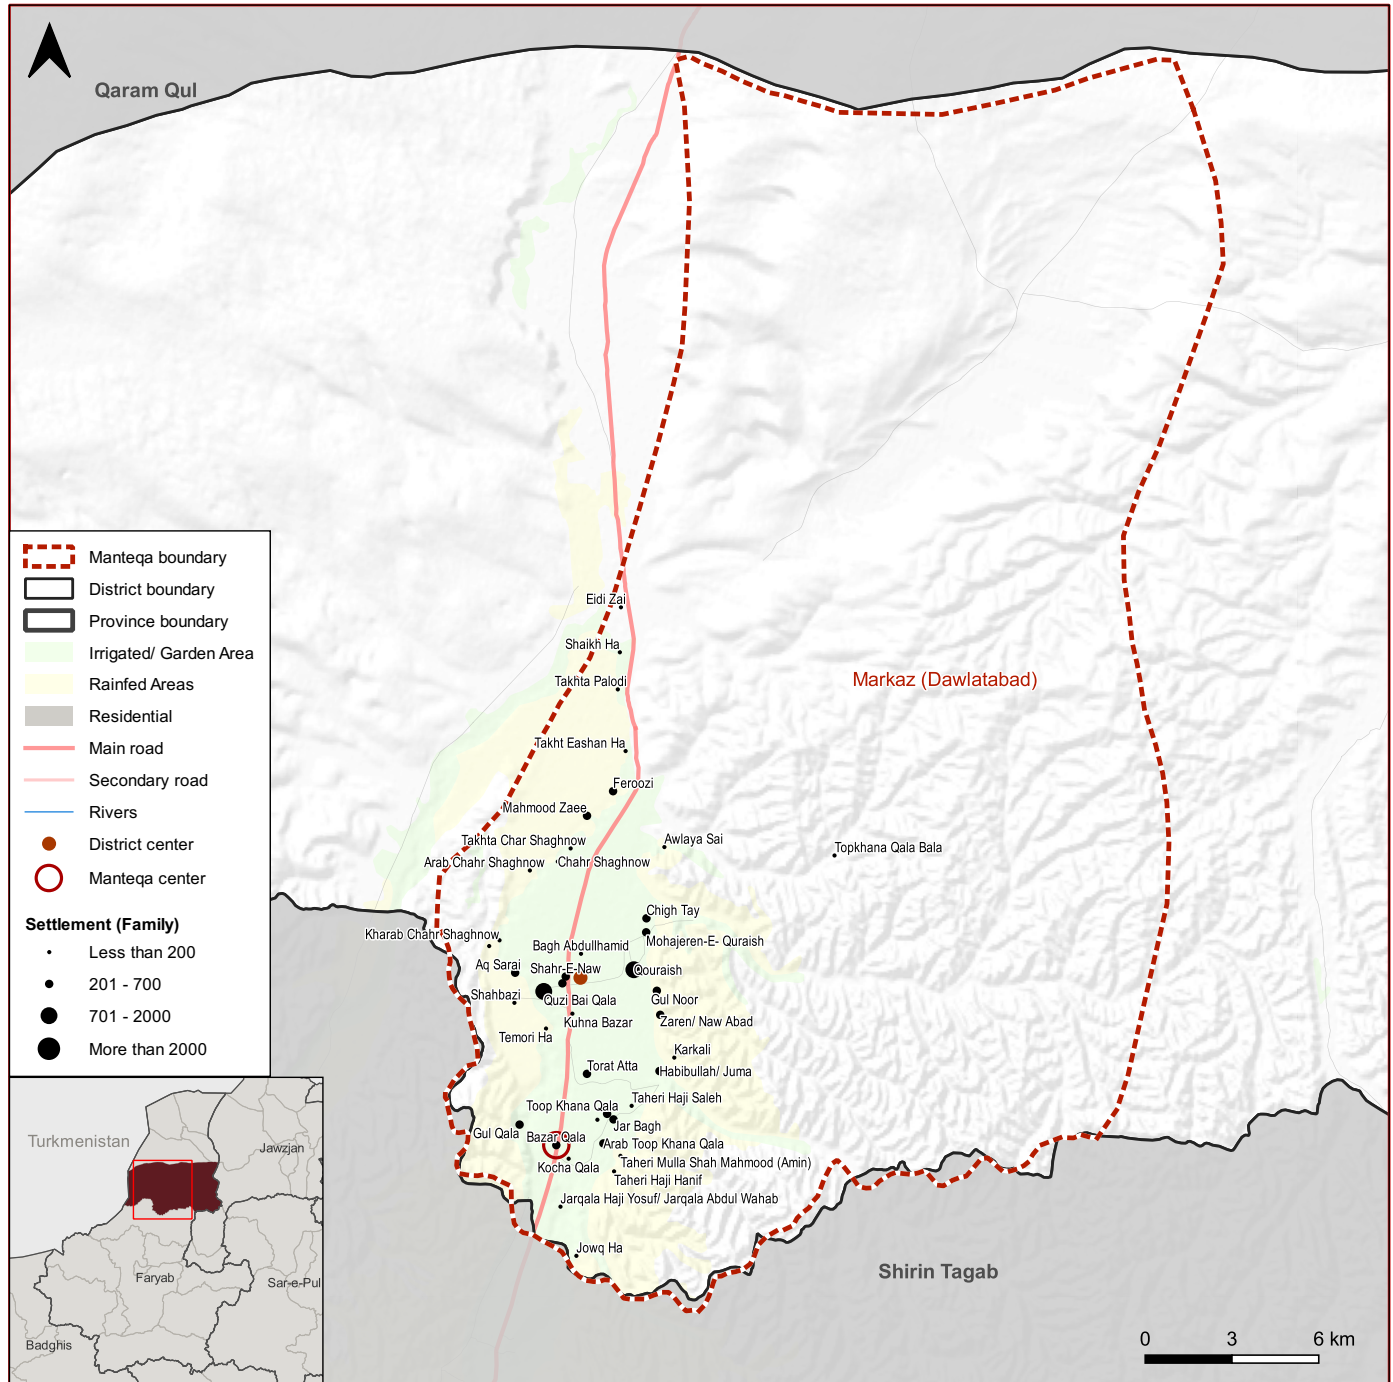 Qaram Qul
Eidi Zai
Shaikh Ha
Takhta Palodi
Markaz (Dawlatabad)
Takht Eashan Ha
Feroozi
Mahmood Zaee
Takhta Char Shaghnow
Awlaya Sai
Topkhana Qala Bala
Arab Chahr Shaghnow
Chahr Shaghnow
Chigh Tay
Kharab Chahr Shaghnow
Mohajeren-E- Quraish
Bagh Abdullhamid
Aq Sarai
Shahr-E-Naw
Qouraish
Shahbazi
Quzi Bai Qala
Gul Noor
Kuhna Bazar
Zaren/ Naw Abad
Temori Ha
Karkali
Torat Atta
Habibullah/ Juma
Taheri Haji Saleh
Toop Khana Qala
Jar Bagh
Gul Qala
Bazar Qala
Arab Toop Khana Qala
Kocha Qala
Taheri Mulla Shah Mahmood (Amin)
Taheri Haji Hanif
Jarqala Haji Yosuf/ Jarqala Abdul Wahab
Jowq Ha
Shirin Tagab
Manteqa boundary
District boundary
Province boundary
Irrigated/ Garden Area
Rainfed Areas
Residential
Main road
Secondary road
Rivers
District center
Manteqa center
Settlement (Family)
Less than 200
201 - 700
701 - 2000
More than 2000
Turkmenistan
Jawzjan
Faryab
Sar-e-Pul
Badghis
0 3 6 km